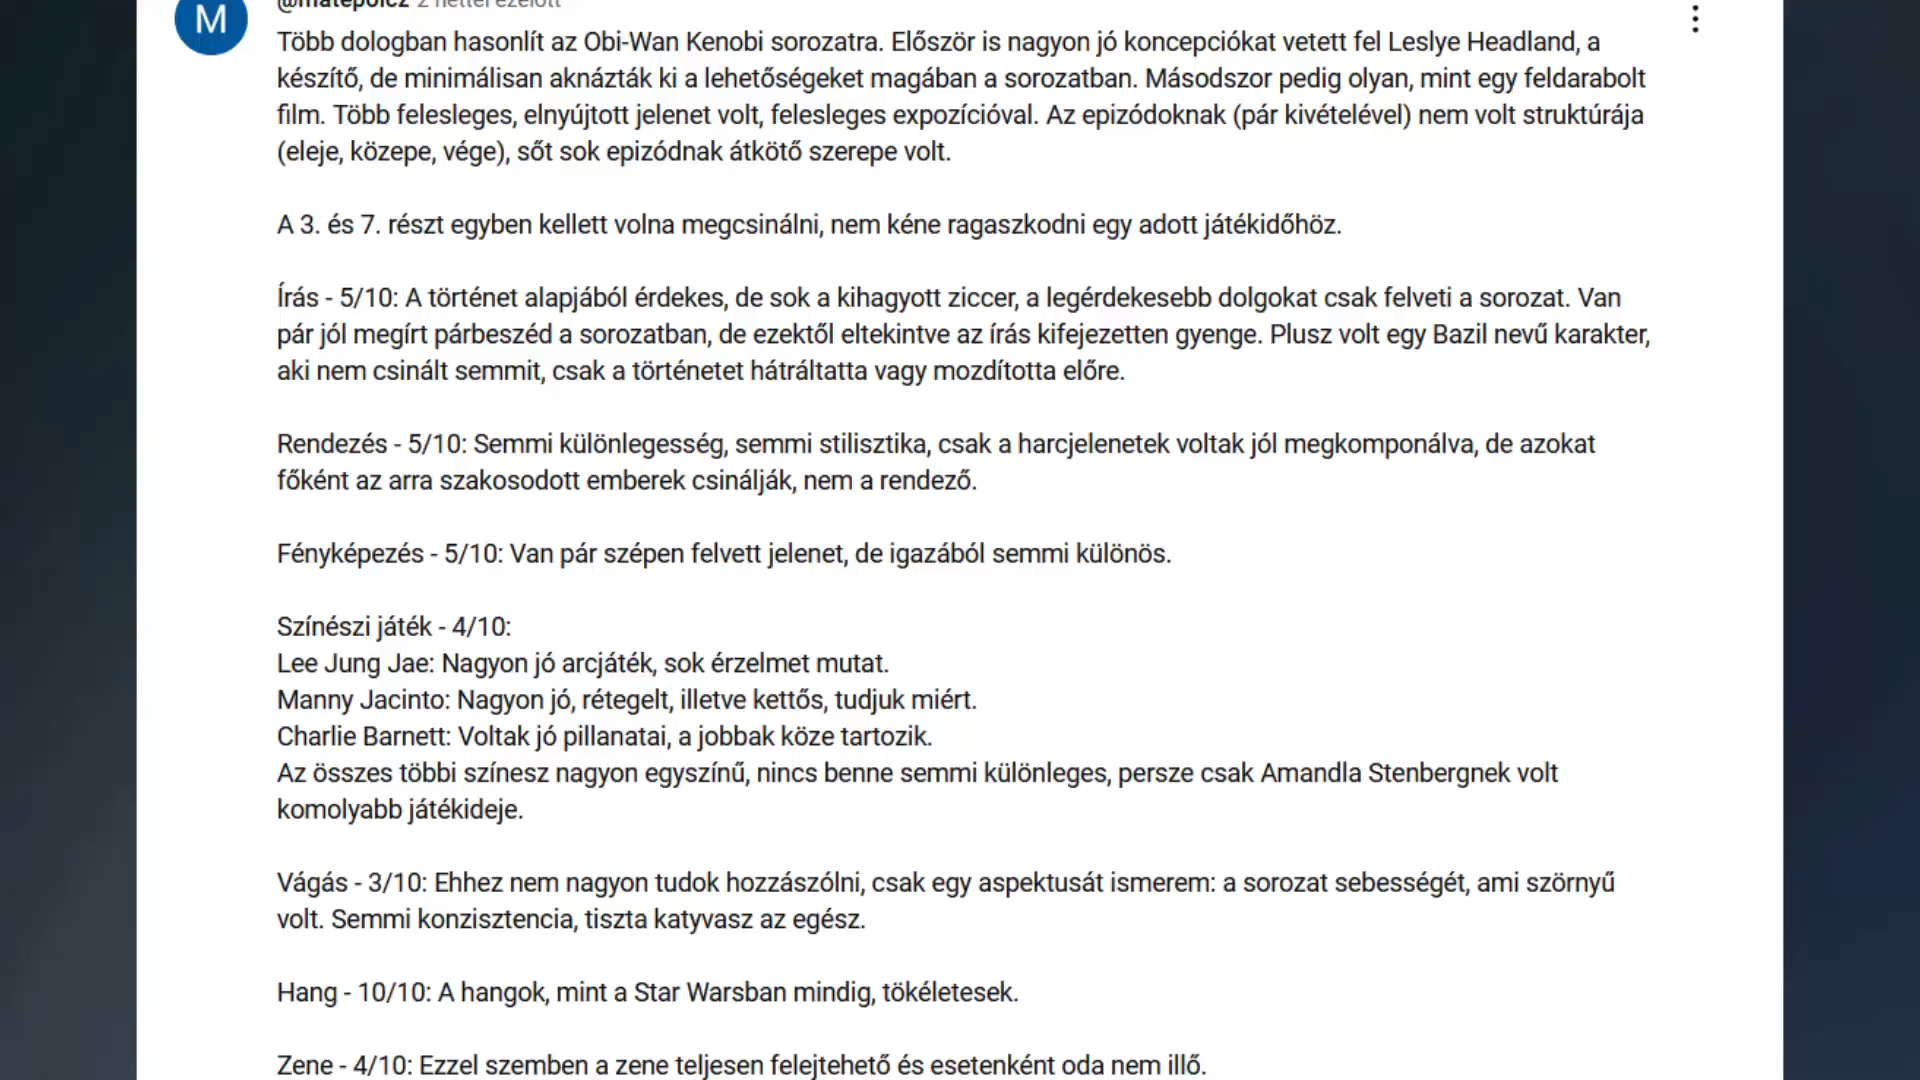 M
@matepolcz 2 héttel ezelőtt
Több dologban hasonlít az Obi-Wan Kenobi sorozatra. Először is nagyon jó koncepciókat vetett fel Leslye Headland, a
készítő, de minimálisan aknázták ki a lehetőségeket magában a sorozatban. Másodszor pedig olyan, mint egy feldarabolt
film. Több felesleges, elnyújtott jelenet volt, felesleges expozícióval. Az epizódoknak (pár kivételével) nem volt struktúrája
(eleje, közepe, vége), sőt sok epizódnak átkötő szerepe volt.
A 3. és 7. részt egyben kellett volna megcsinálni, nem kéne ragaszkodni egy adott játékidőhöz.
Írás - 5/10: A történet alapjából érdekes, de sok a kihagyott ziccer, a legérdekesebb dolgokat csak felveti a sorozat. Van
pár jól megírt párbeszéd a sorozatban, de ezektől eltekintve az írás kifejezetten gyenge. Plusz volt egy Bazil nevű karakter,
aki nem csinált semmit, csak a történetet hátráltatta vagy mozdította előre.
Rendezés - 5/10: Semmi különlegesség, semmi stilisztika, csak a harcjelenetek voltak jól megkomponálva, de azokat
főként az arra szakosodott emberek csinálják, nem a rendező.
Fényképezés - 5/10: Van pár szépen felvett jelenet, de igazából semmi különös.
Színészi játék - 4/10:
Lee Jung Jae: Nagyon jó arcjáték, sok érzelmet mutat.
Manny Jacinto: Nagyon jó, rétegelt, illetve kettős, tudjuk miért.
Charlie Barnett: Voltak jó pillanatai, a jobbak köze tartozik.
Az összes többi színesz nagyon egyszínű, nincs benne semmi különleges, persze csak Amandla Stenbergnek volt
komolyabb játékideje.
Vágás - 3/10: Ehhez nem nagyon tudok hozzászólni, csak egy aspektusát ismerem: a sorozat sebességét, ami szörnyű
volt. Semmi konzisztencia, tiszta katyvasz az egész.
Hang - 10/10: A hangok, mint a Star Warsban mindig, tökéletesek.
Zene - 4/10: Ezzel szemben a zene teljesen felejthető és esetenként oda nem illő.